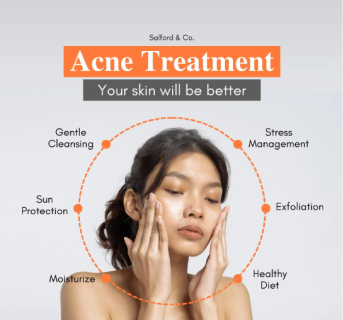 Salford & Co.
Acne Treatment
Your skin will be better
Gentle
Cleansing
Stress
Management
Sun
Protection
Exfoliation
Moisturize
Healthy
Diet